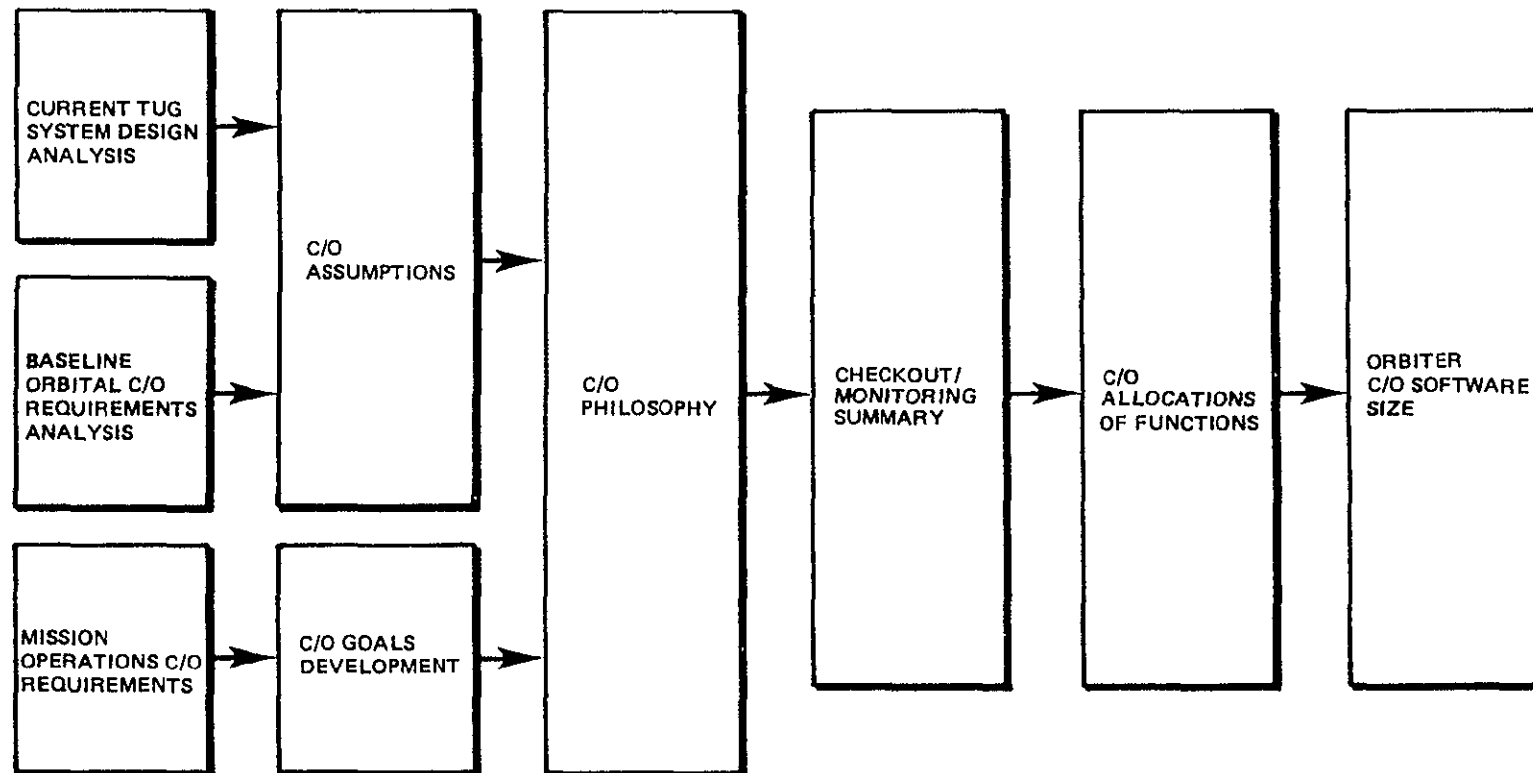 CURRENT TUG
SYSTEM DESIGN
ANALYSIS
BASELINE
ORBITAL C/O
REQUIREMENTS
ANALYSIS
MISSION
OPERATIONS C/O
REQUIREMENTS
C/O
ASSUMPTIONS
C/O GOALS
DEVELOPMENT
C/O
PHILOSOPHY
CHECKOUT/
MONITORING
SUMMARY
C/O
ALLOCATIONS
OF FUNCTIONS
ORBITER
C/O SOFTWARE
SIZE